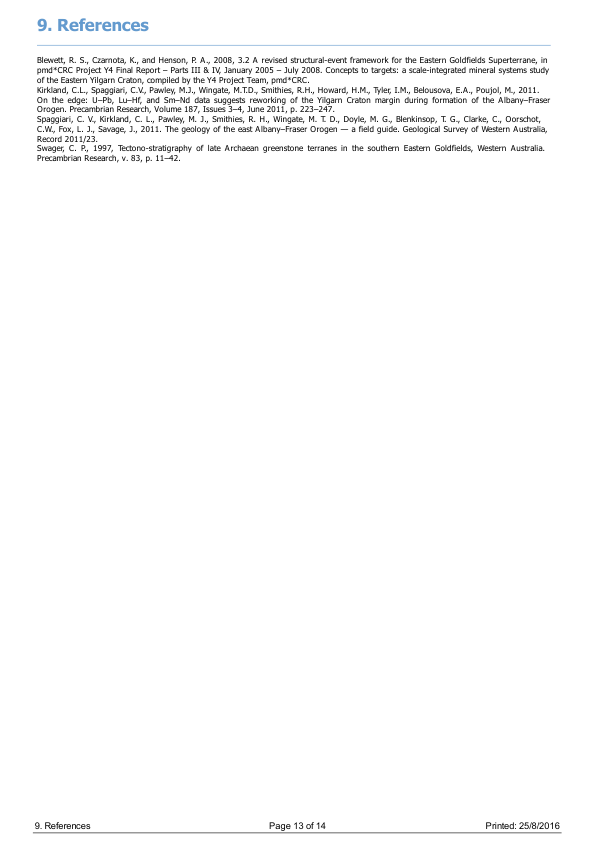 9. References
Blewett, R. S., Czarnota, K., and Henson, P. A., 2008, 3.2 A revised structural-event framework for the Eastern Goldfields Superterrane, in
pmd*CRC Project Y4 Final Report – Parts III & IV, January 2005 – July 2008. Concepts to targets: a scale-integrated mineral systems study
of the Eastern Yilgarn Craton, compiled by the Y4 Project Team, pmd*CRC.
Kirkland, C.L., Spaggiari, C.V., Pawley, M.J., Wingate, M.T.D., Smithies, R.H., Howard, H.M., Tyler, I.M., Belousova, E.A., Poujol, M., 2011.
On the edge: U–Pb, Lu–Hf, and Sm–Nd data suggests reworking of the Yilgarn Craton margin during formation of the Albany–Fraser
Orogen. Precambrian Research, Volume 187, Issues 3–4, June 2011, p. 223–247.
Spaggiari, C. V., Kirkland, C. L., Pawley, M. J., Smithies, R. H., Wingate, M. T. D., Doyle, M. G., Blenkinsop, T. G., Clarke, C., Oorschot,
C.W., Fox, L. J., Savage, J., 2011. The geology of the east Albany–Fraser Orogen — a field guide. Geological Survey of Western Australia,
Record 2011/23.
Swager, C. P., 1997, Tectono-stratigraphy of late Archaean greenstone terranes in the southern Eastern Goldfields, Western Australia.
Precambrian Research, v. 83, p. 11–42.
9. References Page 13 of 14 Printed: 25/8/2016